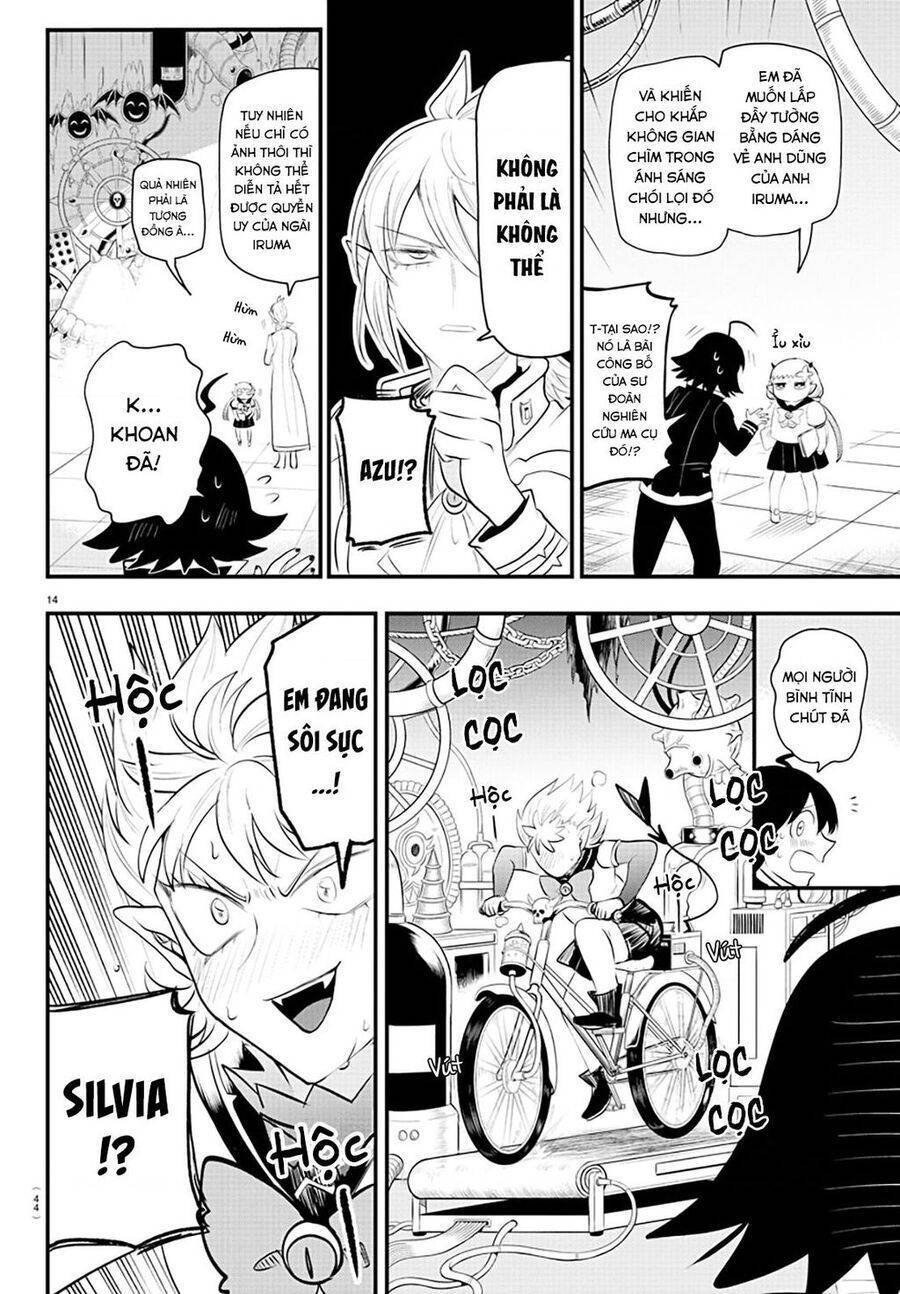 EM ĐÃ
MUỐN LẤP
ĐẦY TƯỜNG
BẰNG DÁNG
VẺ ANH DŨNG
CỦA ANH
IRUMA...
VÀ KHIẾN
CHO KHẮP
KHÔNG GIAN
CHÌM TRONG
ÁNH SÁNG
CHÓI LỌI ĐÓ
NHƯNG...
T-TẠI SAO!?
NÓ LÀ BÀI
CÔNG BỐ
CỦA SƯ
ĐOÀN
NGHIÊN
CỨU MA CỤ
ĐÓ!?
Ỉu xìu
KHÔNG
PHẢI LÀ
KHÔNG
THỂ
AZU!?
TUY NHIÊN
NẾU CHỈ CÓ
ẢNH THÔI THÌ
KHÔNG THỂ
DIỄN TẢ HẾT
ĐƯỢC QUYỀN
UY CỦA NGÀI
IRUMA
QUẢ NHIÊN
PHẢI LÀ
TƯỢNG
ĐỒNG À...
Hừm
Hừm
K...
KHOAN
ĐÃ!
14
MỌI NGƯỜI
BÌNH TĨNH
CHÚT ĐÃ
LỌC
CỌC
LỌC
CỌC
LỌC
CỌC
Hộc
Hộc
Vút
Vút
EM ĐANG
SÔI SỤC
...!
Hộc
Hộc
SILVIA
!?
(44)